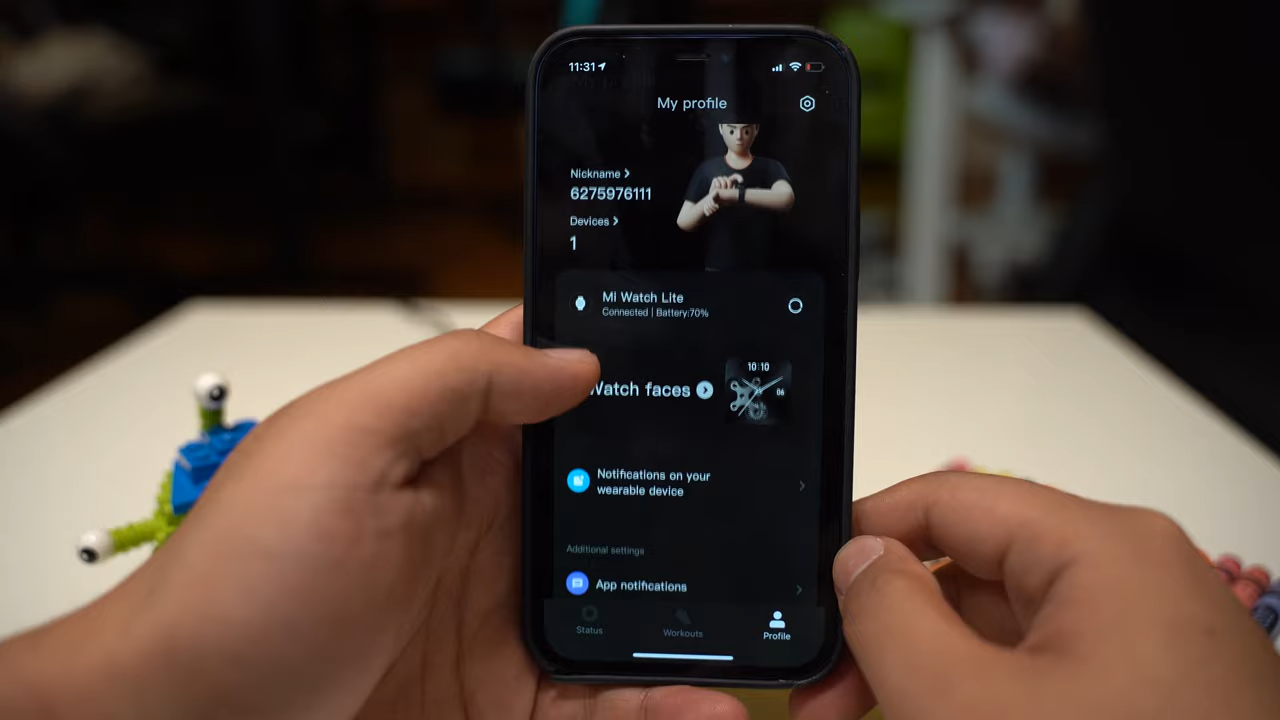 11:31
My profile
Nickname >
6275976111
Devices >
1
Mi Watch Lite
Connected | Battery:70%
Watch faces
10:10
06
Notifications on your
wearable device
Additional settings
App notifications
Status
Workouts
Profile